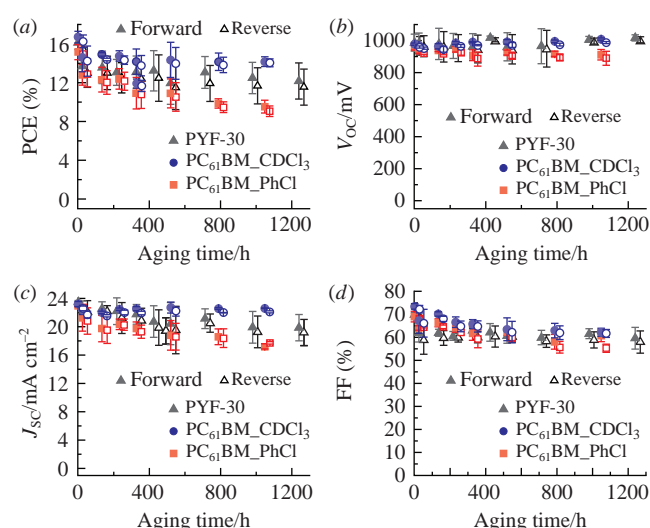 (a)
Forward Reverse
16
12
8
4
0
PCE (%)
PYF-30
PC61BM_CDCl3
PC61BM_PhCl
0 400 800 1200
Aging time/h
(b)
1000
800
600
400
200
0
VOC/mV
Forward Reverse
PYF-30
PC61BM_CDCl3
PC61BM_PhCl
0 400 800 1200
Aging time/h
(c)
24
20
16
12
8
4
0
JSC/mA cm−2
Forward Reverse
PYF-30
PC61BM_CDCl3
PC61BM_PhCl
0 400 800 1200
Aging time/h
(d)
80
70
60
50
40
30
20
10
0
FF (%)
Forward Reverse
PYF-30
PC61BM_CDCl3
PC61BM_PhCl
0 400 800 1200
Aging time/h